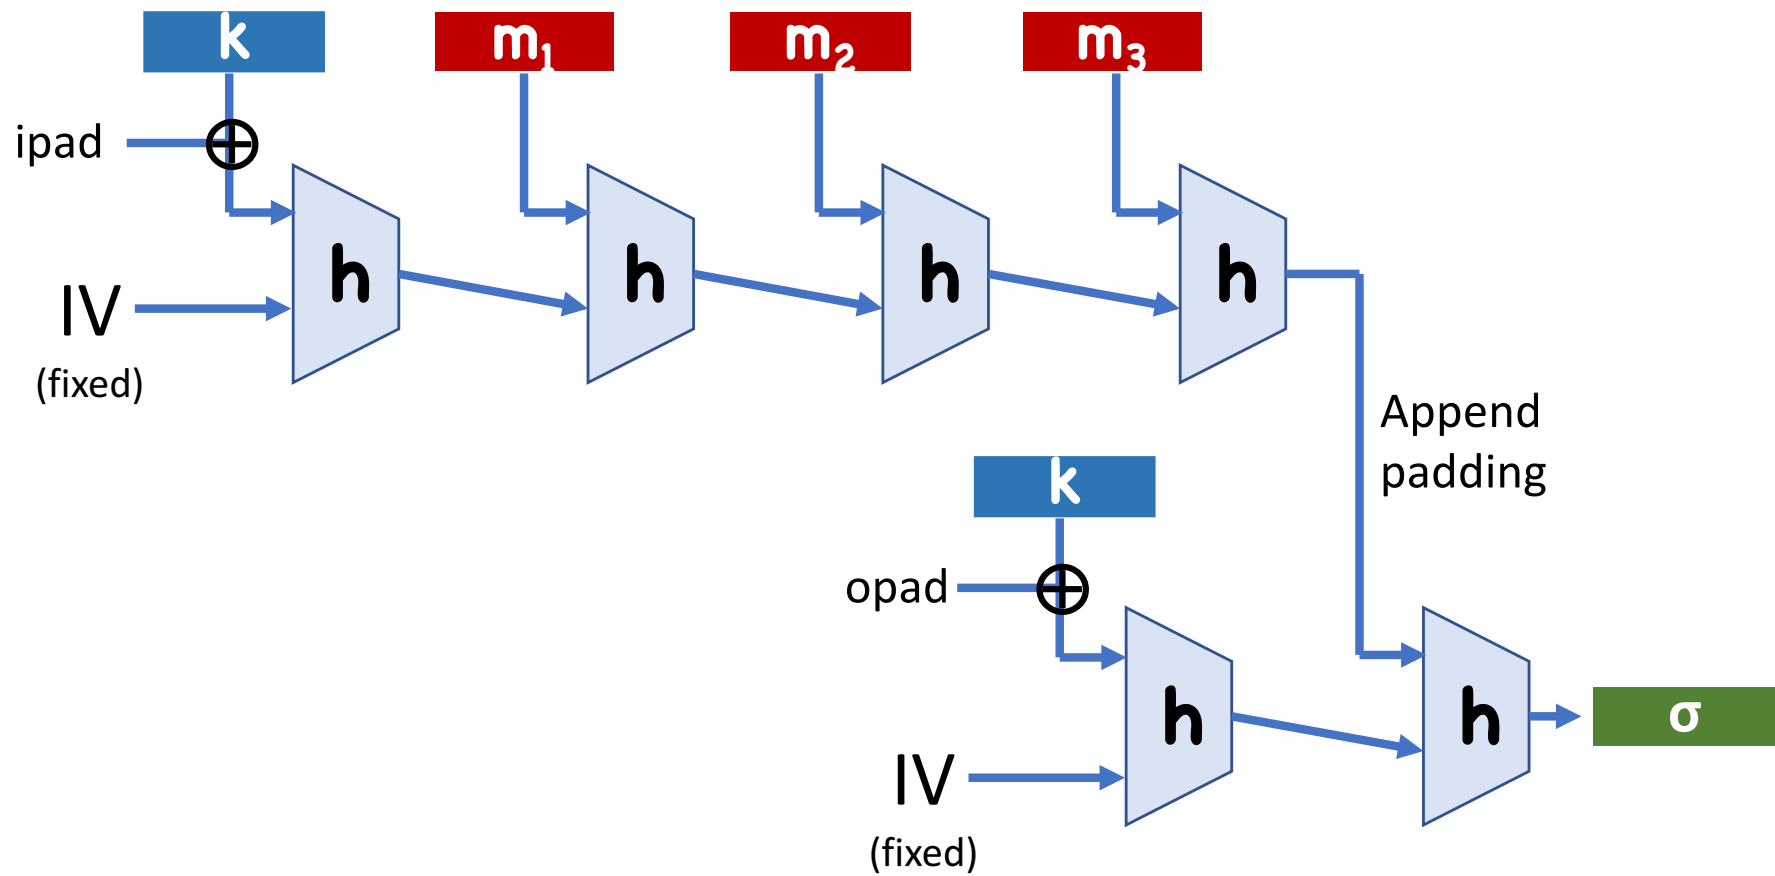 k
m₁
m₂
m₃
ipad
h
h
h
h
IV
(fixed)
Append
padding
k
opad
h
h
σ
IV
(fixed)